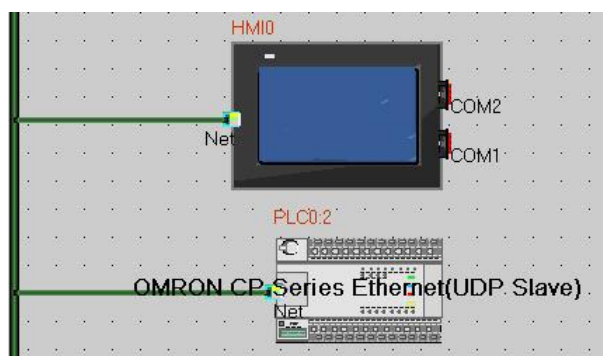 HMI0
COM2
Net
COM1
PLC0:2
OMRON CP Series Ethernet(UDP Slave)
Net